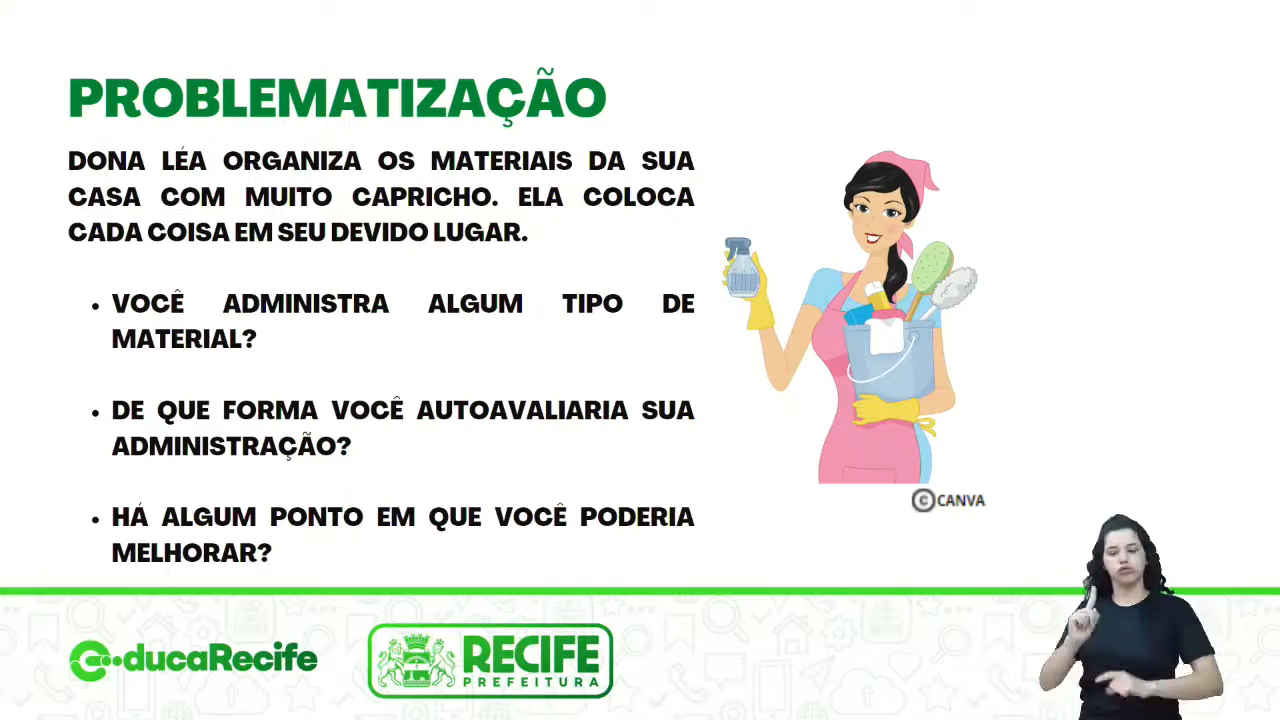 PROBLEMATIZAÇÃO
DONA LÉA ORGANIZA OS MATERIAIS DA SUA
CASA COM MUITO CAPRICHO. ELA COLOCA
CADA COISA EM SEU DEVIDO LUGAR.
• VOCÊ ADMINISTRA ALGUM TIPO DE
MATERIAL?
• DE QUE FORMA VOCÊ AUTOAVALIARIA SUA
ADMINISTRAÇÃO?
• HÁ ALGUM PONTO EM QUE VOCÊ PODERIA
MELHORAR?
© CANVA
educaRecife
RECIFE
PREFEITURA